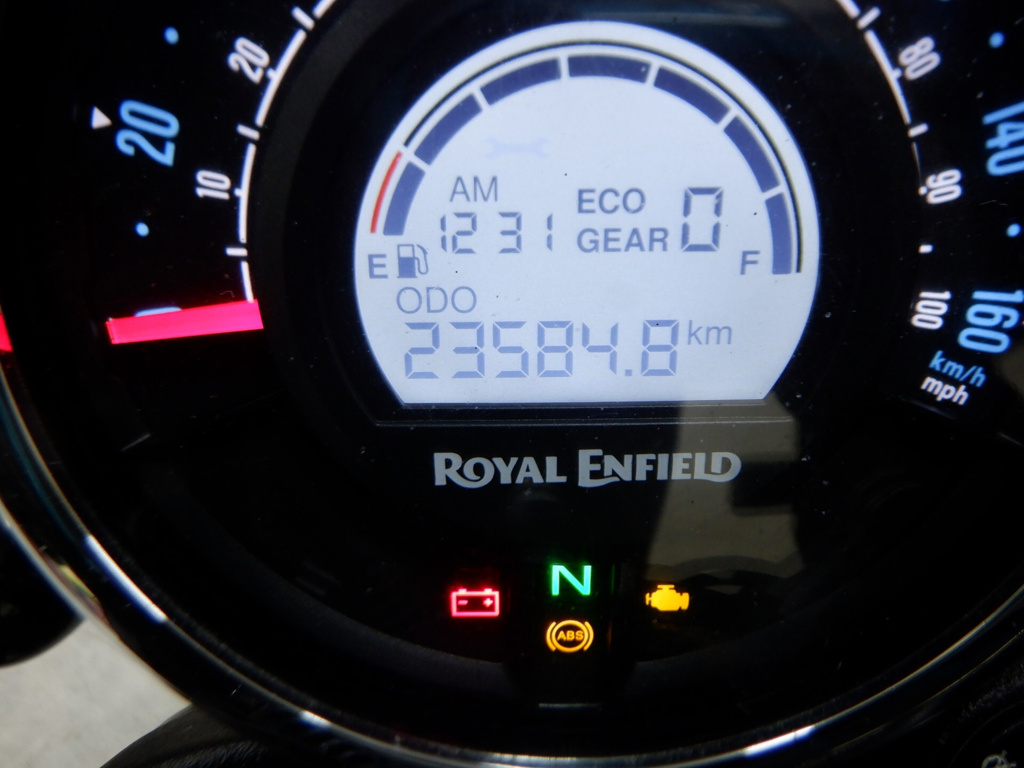 20
20
10
80
140
90
100
160
km/h
mph
AM
12 31
ECO
GEAR 0
E
F
ODO
23584.8 km
ROYAL ENFIELD
N
ABS